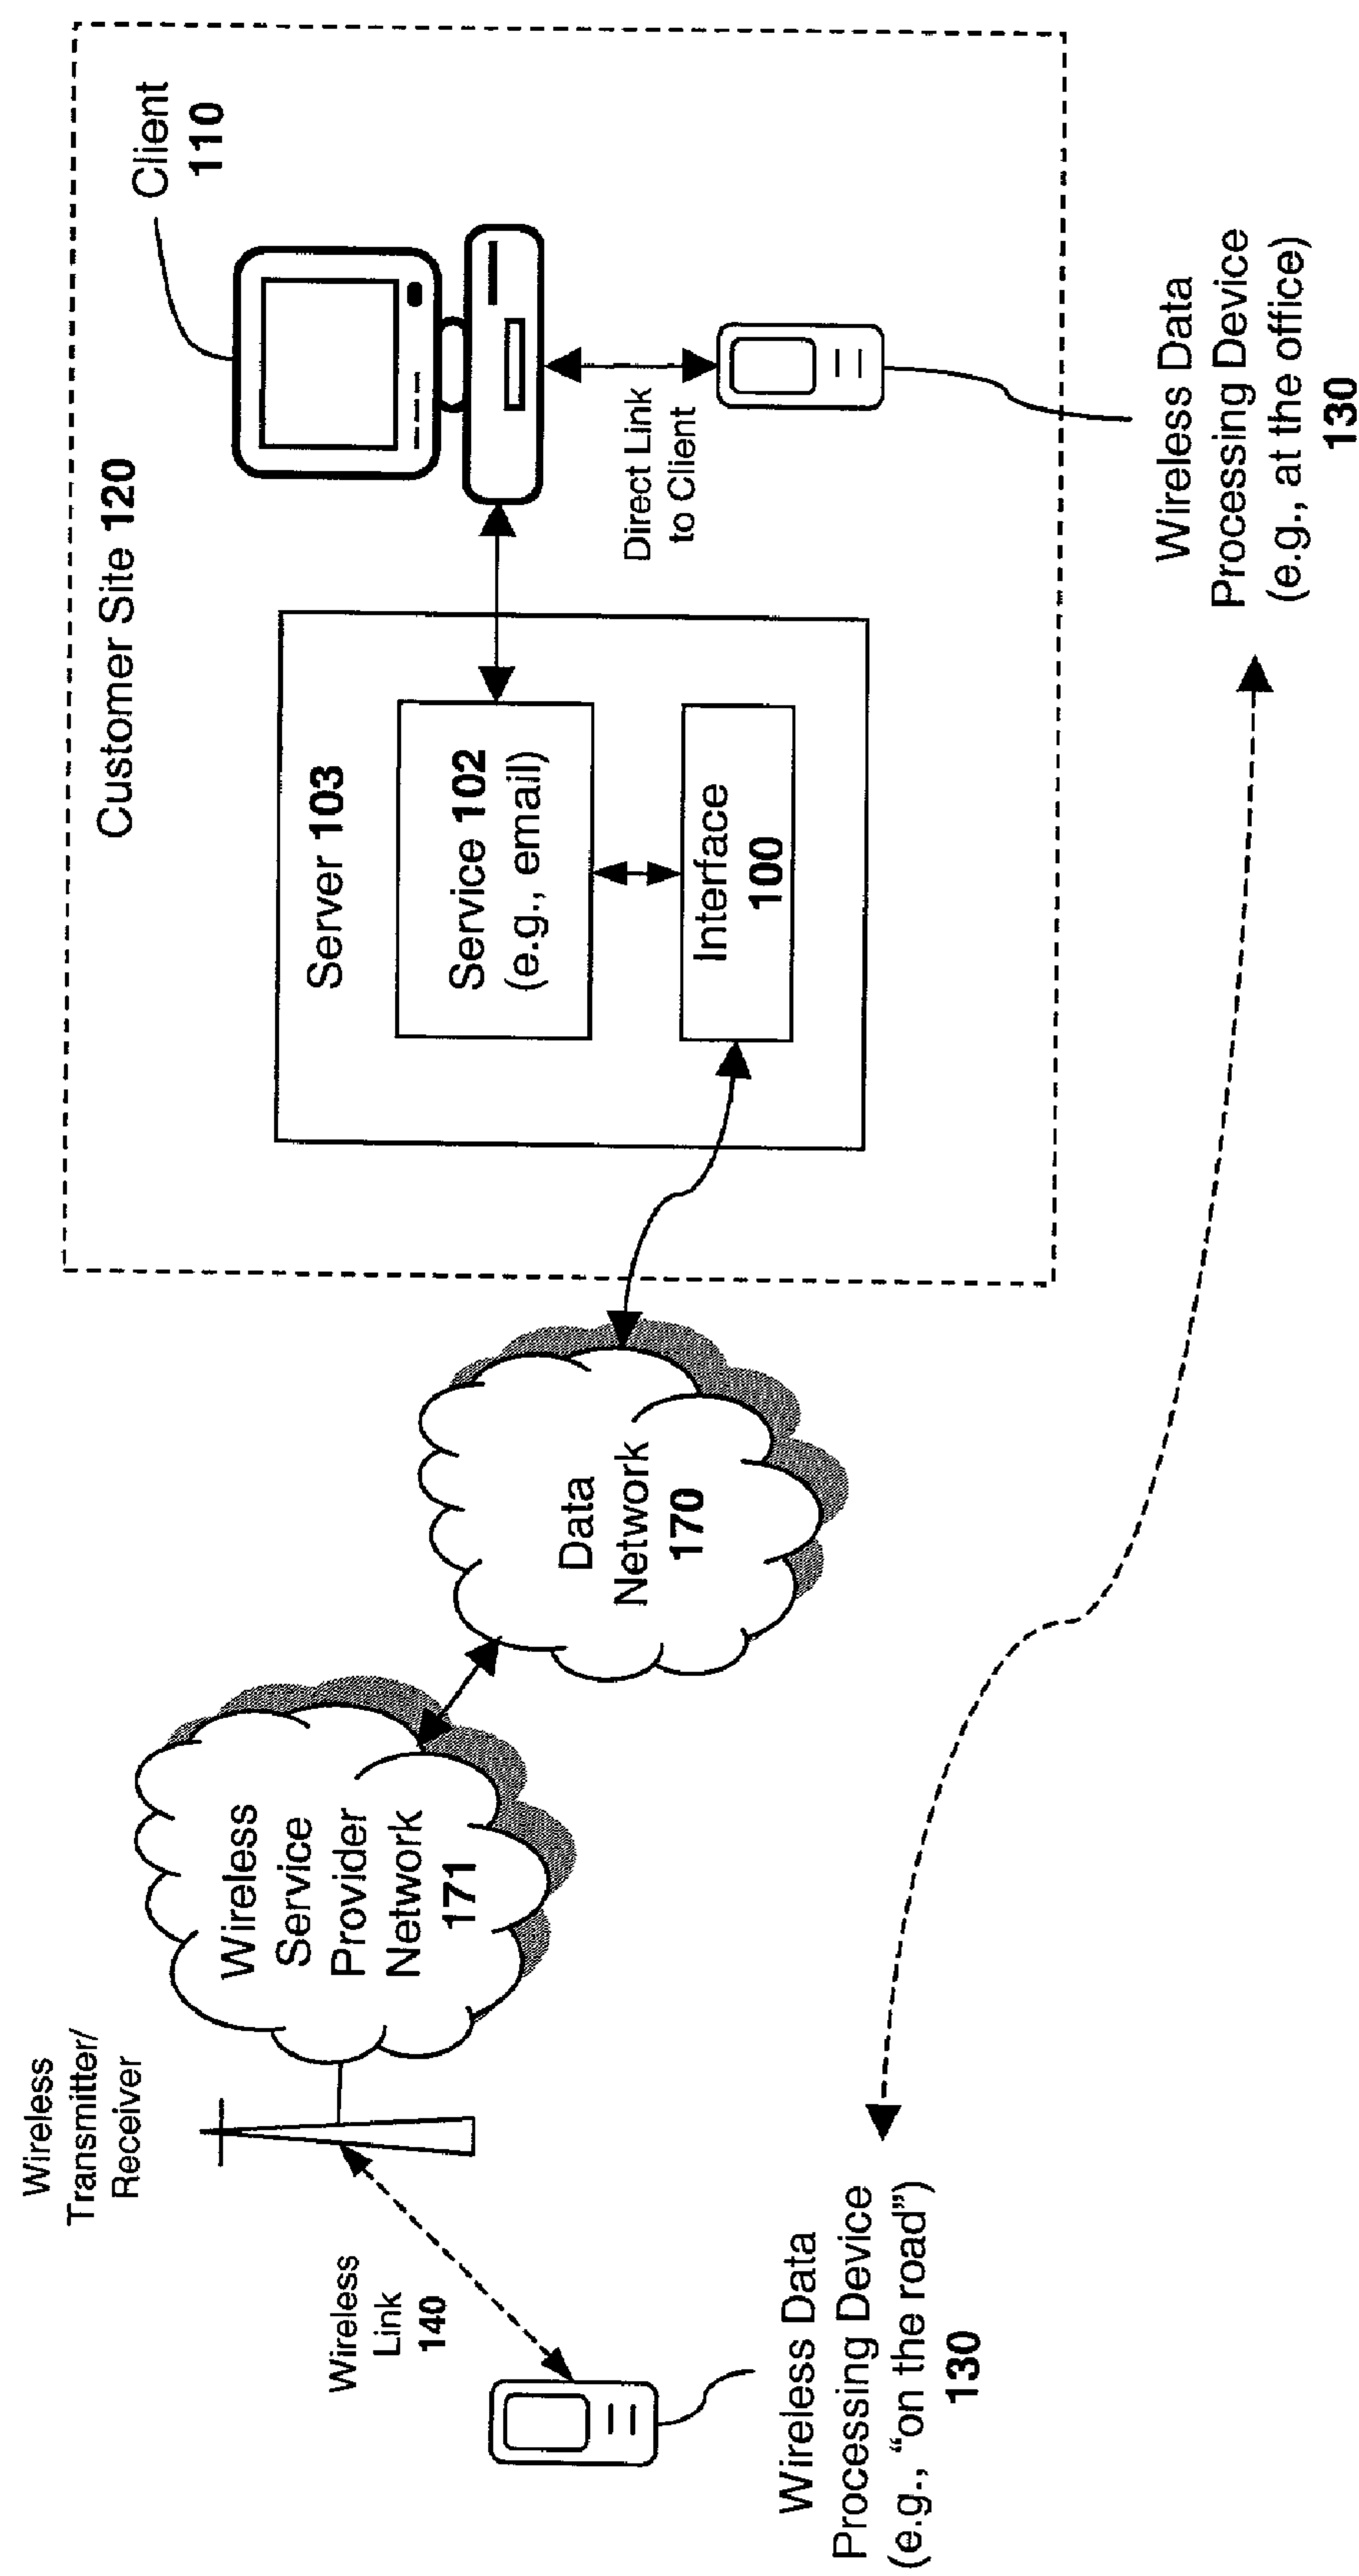 Customer Site 120
Client
110
Server 103
Service 102
(e.g., email)
Interface
100
Direct Link
to Client
Wireless Data
Processing Device
(e.g., at the office)
130
Data
Network
170
Wireless
Service
Provider
Network
171
Wireless
Transmitter/
Receiver
Wireless
Link
140
Wireless Data
Processing Device
(e.g., “on the road”)
130